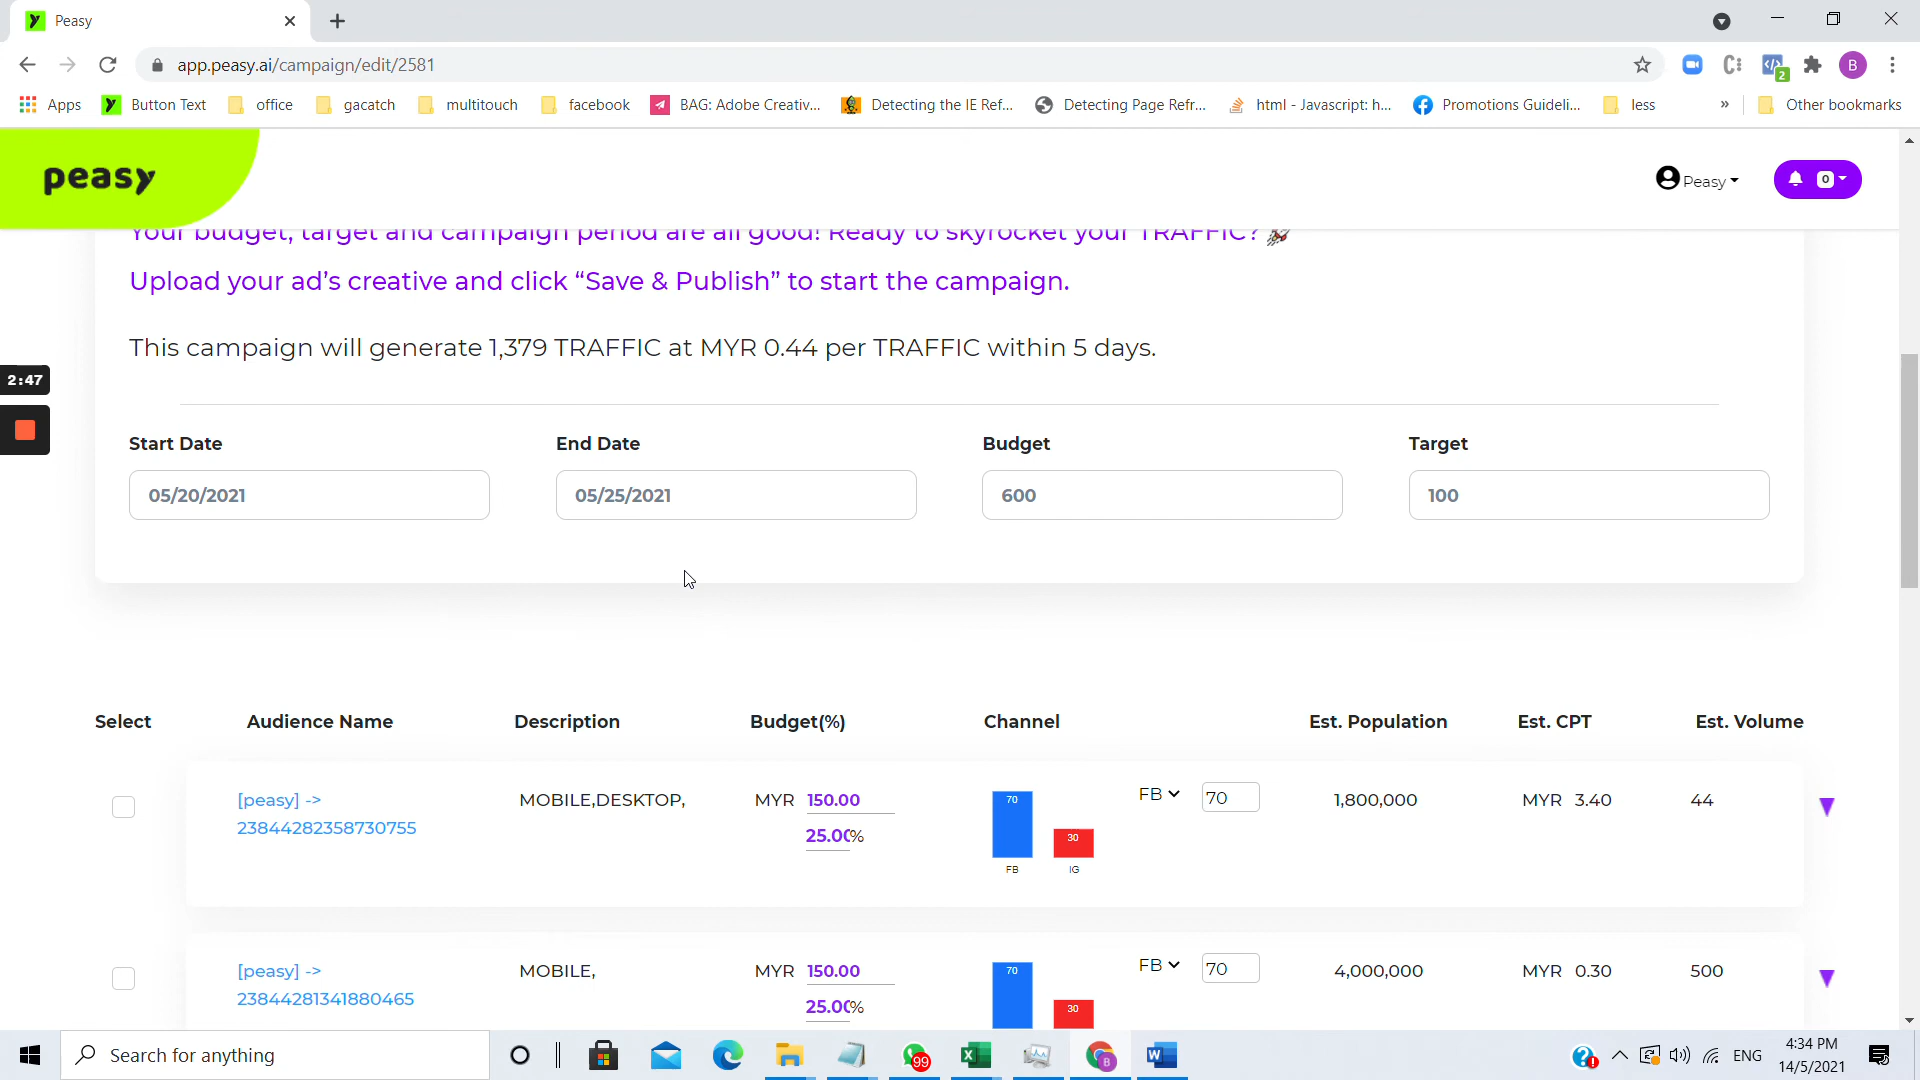 Peasy
app.peasy.ai/campaign/edit/2581
2
B
Apps
Button Text
office
gacatch
multitouch
facebook
BAG: Adobe Creativ...
Detecting the IE Ref...
Detecting Page Refr...
html - Javascript: h...
Promotions Guideli...
less
»
Other bookmarks
peasy
Peasy
0
Your budget, target and campaign period are all good! Ready to skyrocket your TRAFFIC? 🚀
Upload your ad’s creative and click “Save & Publish” to start the campaign.
This campaign will generate 1,379 TRAFFIC at MYR 0.44 per TRAFFIC within 5 days.
2:47
Start Date
End Date
Budget
Target
05/20/2021
05/25/2021
600
100
Select
Audience Name
Description
Budget(%)
Channel
Est. Population
Est. CPT
Est. Volume
[peasy] ->
23844282358730755
MOBILE,DESKTOP,
MYR 150.00
25.00%
70
30
FB
IG
FB
70
1,800,000
MYR 3.40
44
[peasy] ->
23844281341880465
MOBILE,
MYR 150.00
25.00%
70
30
FB
70
4,000,000
MYR 0.30
500
Search for anything
99
B
ENG
4:34 PM
14/5/2021